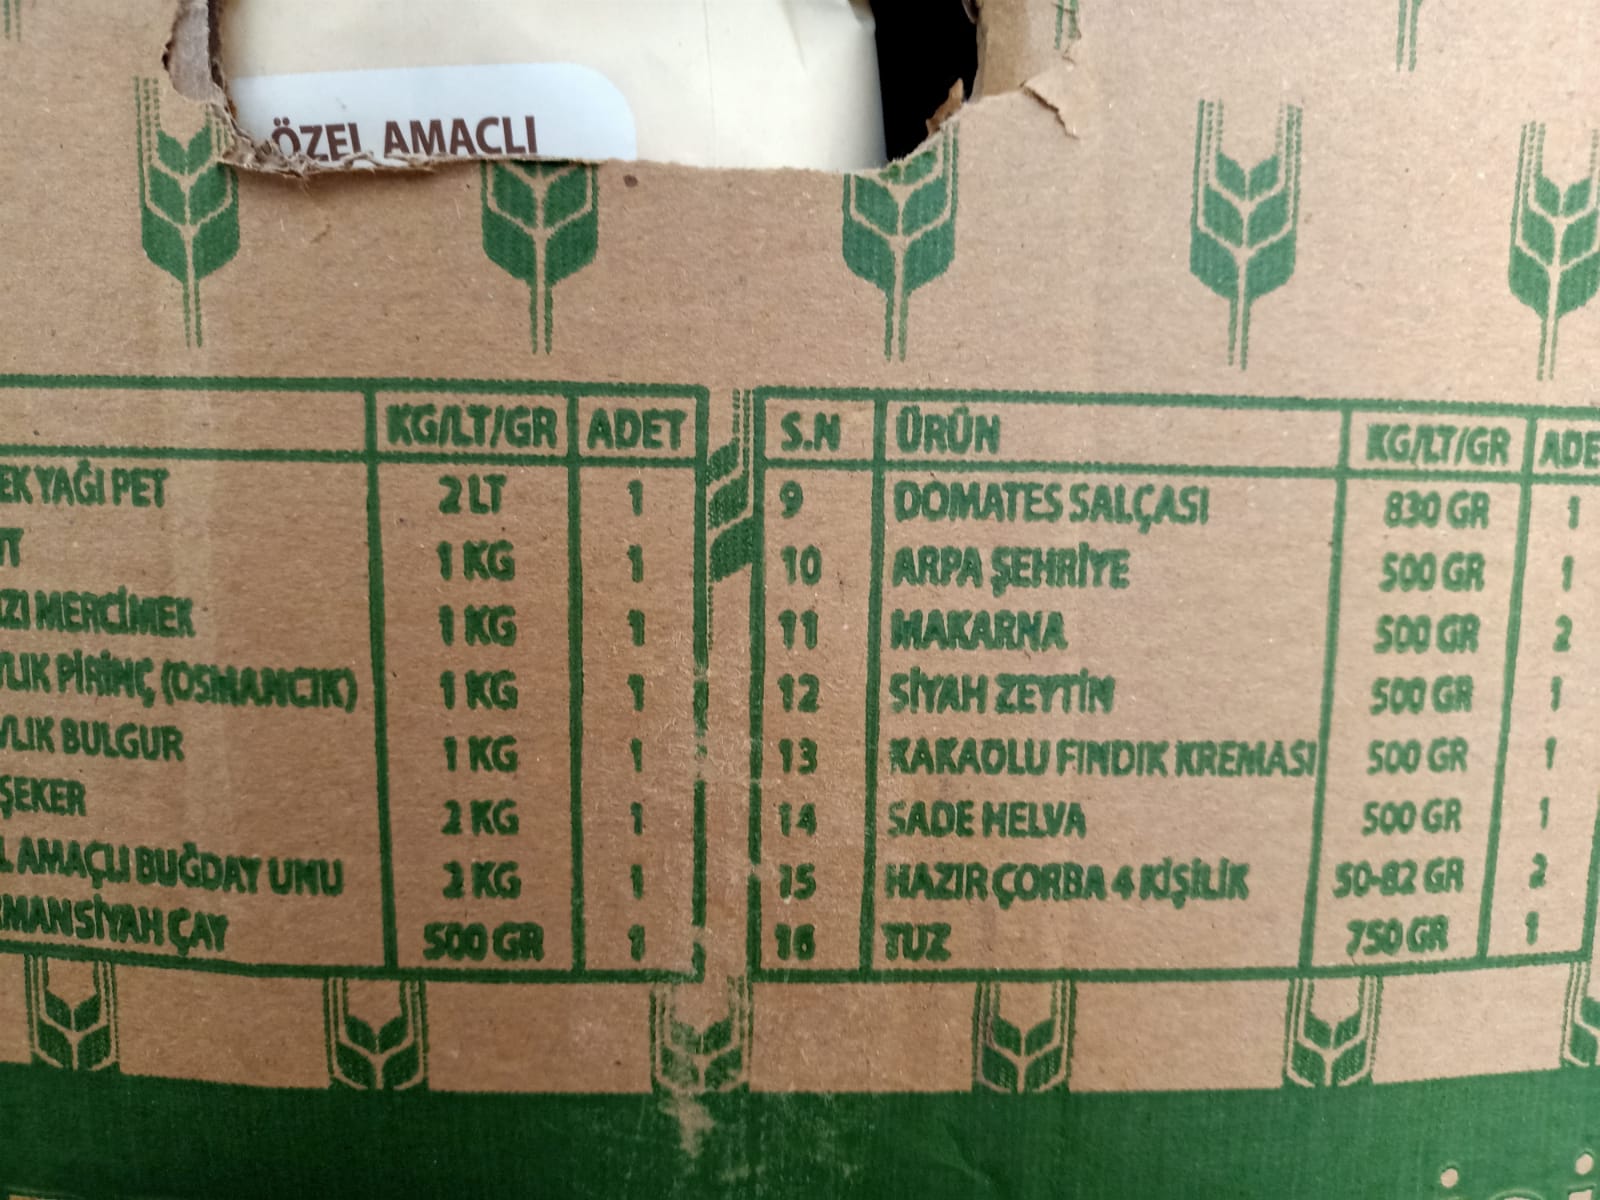 ÖZEL AMAÇLI
KG/LT/GR ADET
EK YAĞI PET 2 LT 1
1 KG 1
MERCİMEK 1 KG 1
LIK PİRİNÇ (OSMANCIK) 1 KG 1
LIK BULGUR 1 KG 1
ŞEKER 2 KG 1
L AMAÇLI BUĞDAY UNU 2 KG 1
MAN SİYAH ÇAY 500 GR 1
S.N ÜRÜN KG/LT/GR ADE
9 DOMATES SALÇASI 830 GR 1
10 ARPA ŞEHRİYE 500 GR 1
11 MAKARNA 500 GR 2
12 SİYAH ZEYTİN 500 GR 1
13 KAKAOLU FINDIK KREMASI 500 GR 1
14 SADE HELVA 500 GR 1
15 HAZIR ÇORBA 4 KİŞİLİK 50-82 GR 2
16 TUZ 750 GR 1